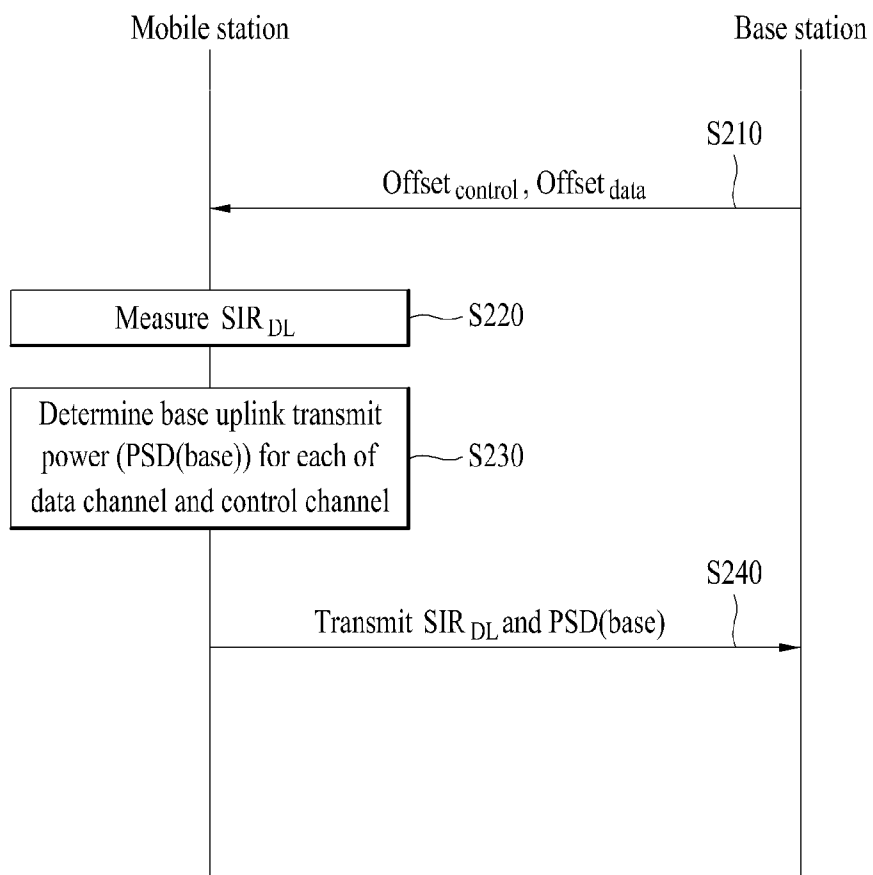 Mobile station
Base station
S210
Offset control , Offset data
Measure SIR DL
S220
Determine base uplink transmit
power (PSD(base)) for each of
data channel and control channel
S230
S240
Transmit SIR DL and PSD(base)